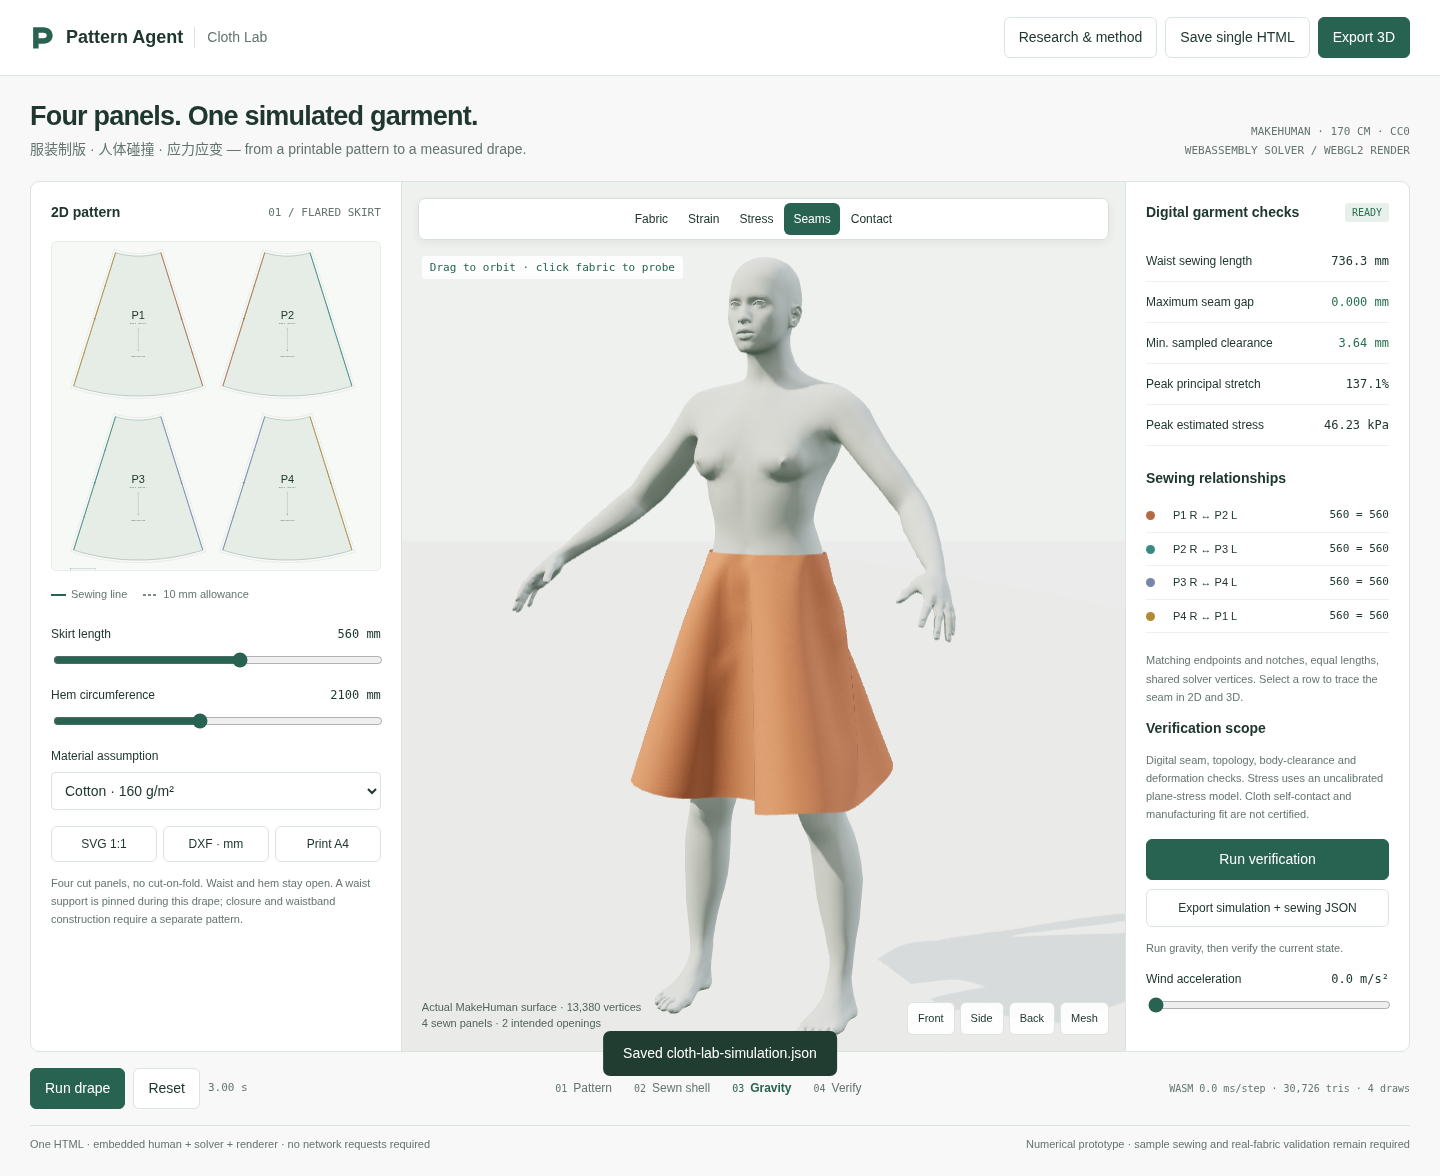 Pattern Agent
Cloth Lab
Research & method
Save single HTML
Export 3D
Four panels. One simulated garment.
服装制版 · 人体碰撞 · 应力应变 — from a printable pattern to a measured drape.
MAKEHUMAN · 170 CM · CC0
WEBASSEMBLY SOLVER / WEBGL2 RENDER
2D pattern
01 / FLARED SKIRT
P1
P2
P3
P4
Sewing line
10 mm allowance
Skirt length
560 mm
Hem circumference
2100 mm
Material assumption
Cotton · 160 g/m²
SVG 1:1
DXF · mm
Print A4
Four cut panels, no cut-on-fold. Waist and hem stay open. A waist
support is pinned during this drape; closure and waistband
construction require a separate pattern.
Fabric
Strain
Stress
Seams
Contact
Drag to orbit · click fabric to probe
Actual MakeHuman surface · 13,380 vertices
4 sewn panels · 2 intended openings
Front
Side
Back
Mesh
Digital garment checks
READY
Waist sewing length
736.3 mm
Maximum seam gap
0.000 mm
Min. sampled clearance
3.64 mm
Peak principal stretch
137.1%
Peak estimated stress
46.23 kPa
Sewing relationships
P1 R ↔ P2 L
560 = 560
P2 R ↔ P3 L
560 = 560
P3 R ↔ P4 L
560 = 560
P4 R ↔ P1 L
560 = 560
Matching endpoints and notches, equal lengths,
shared solver vertices. Select a row to trace the
seam in 2D and 3D.
Verification scope
Digital seam, topology, body-clearance and
deformation checks. Stress uses an uncalibrated
plane-stress model. Cloth self-contact and
manufacturing fit are not certified.
Run verification
Export simulation + sewing JSON
Run gravity, then verify the current state.
Wind acceleration
0.0 m/s²
Saved cloth-lab-simulation.json
Run drape
Reset
3.00 s
01 Pattern
02 Sewn shell
03 Gravity
04 Verify
WASM 0.0 ms/step · 30,726 tris · 4 draws
One HTML · embedded human + solver + renderer · no network requests required
Numerical prototype · sample sewing and real-fabric validation remain required